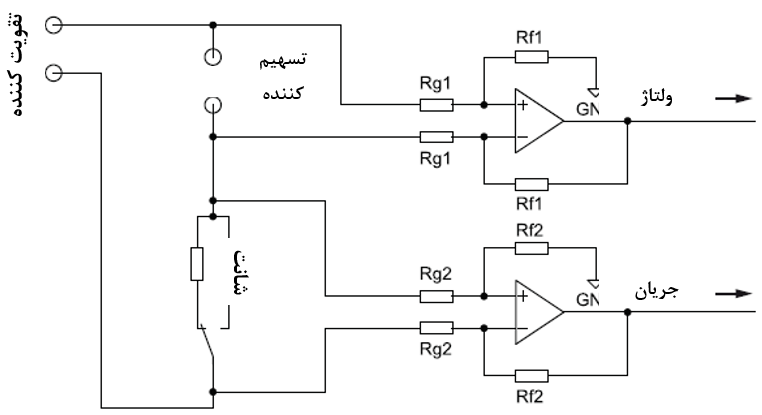 تقویت کننده
تسهیم
کننده
Rf1
Rg1
+
GN
ولتاژ
Rg1
−
Rf1
شانت
Rf2
Rg2
+
GN
جریان
Rg2
−
Rf2